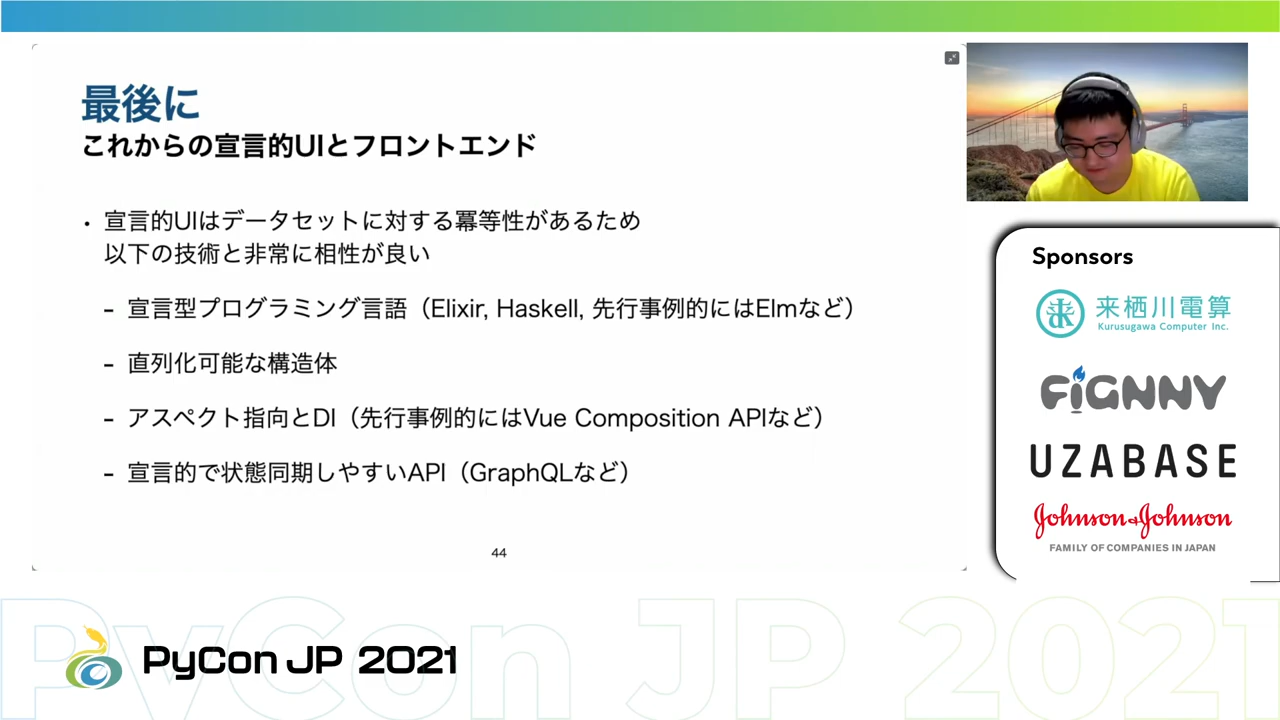 最後に
これからの宣言的UIとフロントエンド
・ 宣言的UIはデータセットに対する冪等性があるため
以下の技術と非常に相性が良い
- 宣言型プログラミング言語（Elixir, Haskell, 先行事例的にはElmなど）
- 直列化可能な構造体
- アスペクト指向とDI（先行事例的にはVue Composition APIなど）
- 宣言的で状態同期しやすいAPI（GraphQLなど）
44
Sponsors
来栖川電算
Kurusugawa Computer Inc.
FiGNNY
UZABASE
Johnson & Johnson
FAMILY OF COMPANIES IN JAPAN
PyCon JP 2021
PyCon JP 2021